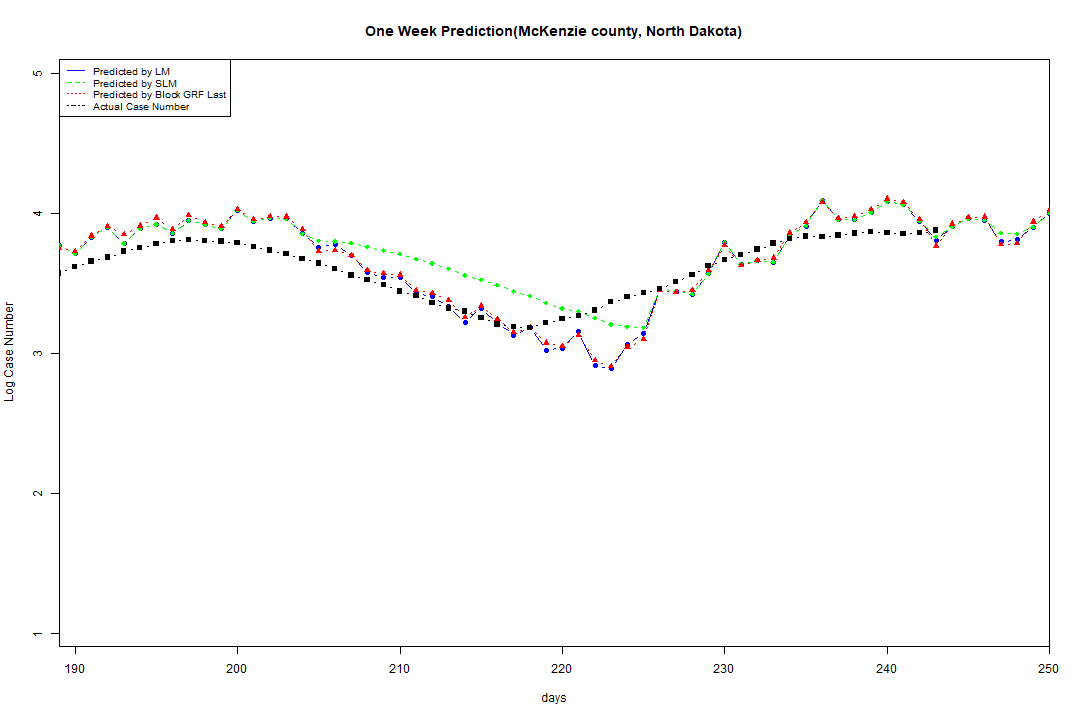 One Week Prediction(McKenzie county, North Dakota)
Predicted by LM
Predicted by SLM
Predicted by Block GRF Last
Actual Case Number
5
4
3
2
1
Log Case Number
190 200 210 220 230 240 250
days